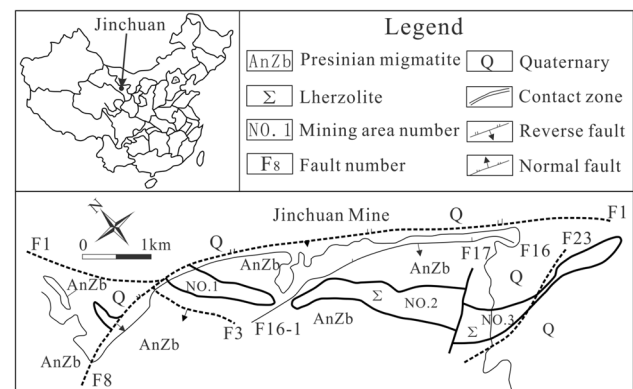 Jinchuan
Legend
AnZb Presinian migmatite
Q Quaternary
Σ Lherzolite
Contact zone
NO.1 Mining area number
Reverse fault
F8 Fault number
Normal fault
N
0 1km
Jinchuan Mine
Q
F1
F1
Q
F17
F16
F23
AnZb
AnZb
AnZb
Q
Q
NO.1
Σ
NO.2
NO.3
Σ
Q
F3
F16-1
AnZb
AnZb
AnZb
F8